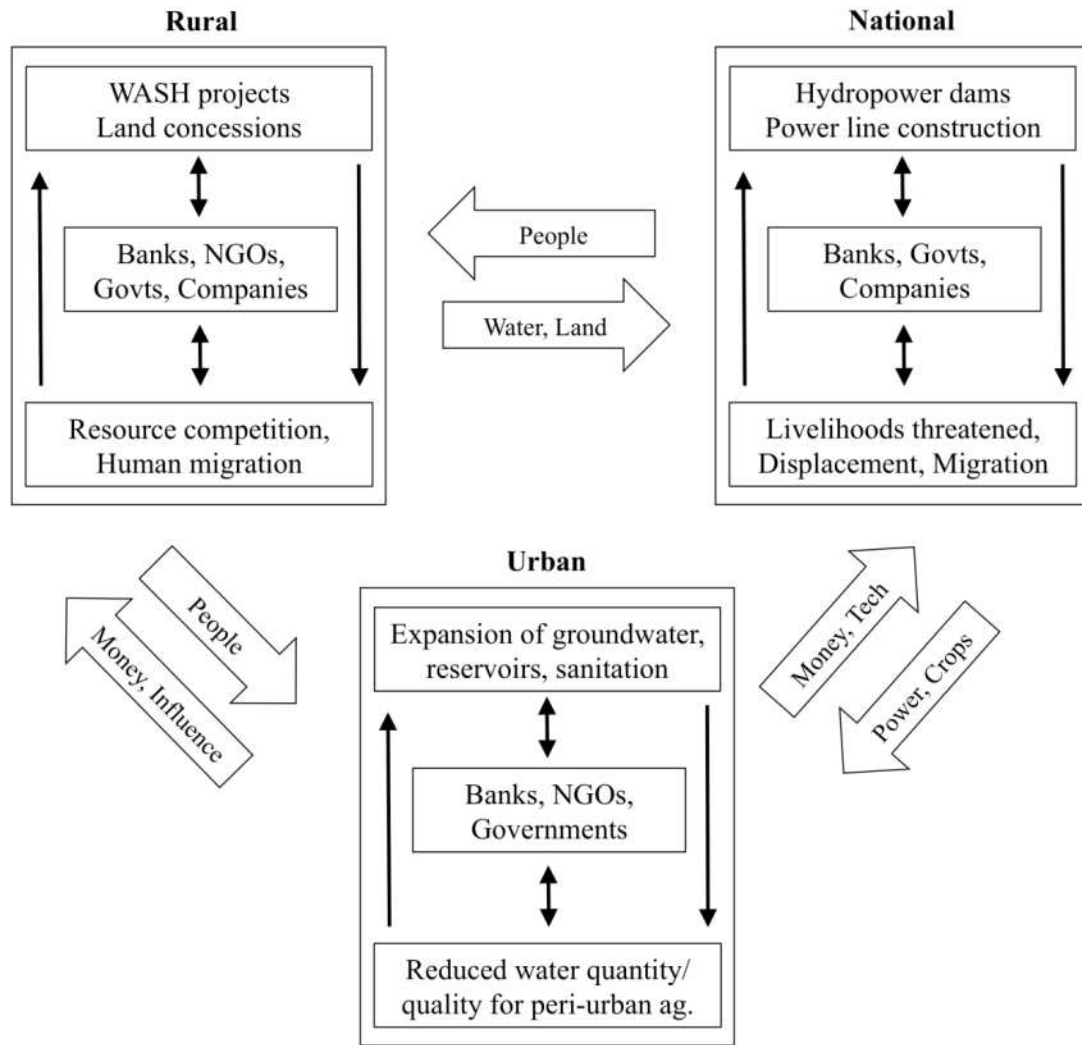 Rural
WASH projects
Land concessions
Banks, NGOs,
Govts, Companies
Resource competition,
Human migration
National
Hydropower dams
Power line construction
Banks, Govts,
Companies
Livelihoods threatened,
Displacement, Migration
People
Water, Land
People
Money, Influence
Urban
Expansion of groundwater,
reservoirs, sanitation
Banks, NGOs,
Governments
Reduced water quantity/
quality for peri-urban ag.
Money, Tech
Power, Crops